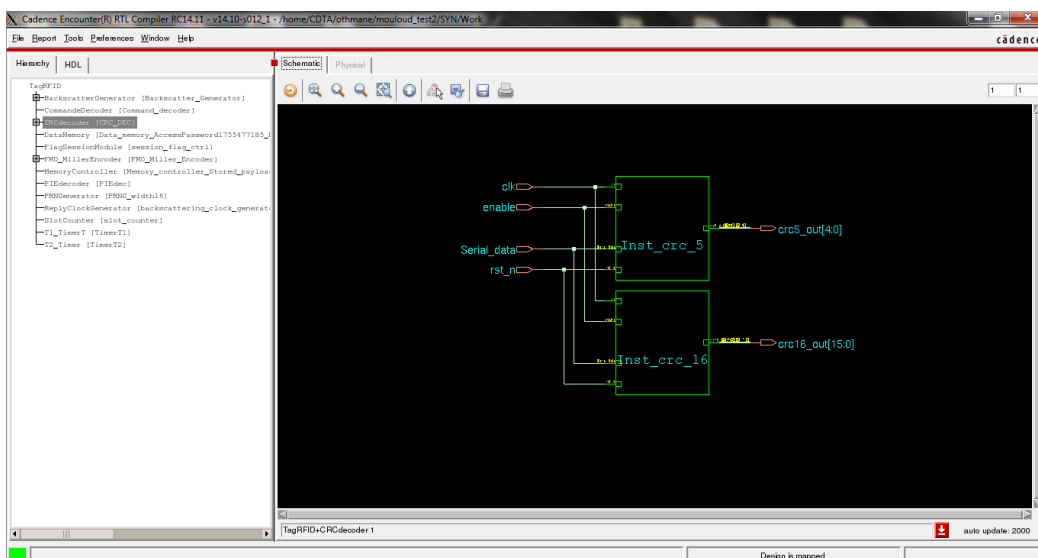 Cadence Encounter(R) RTL Compiler RC14.11 - v14.10-s012_1 - /home/CDTA/othmane/mouloud_test2/SYN/Work
File Report Tools Preferences Window Help
cādence
Hierarchy HDL
Schematic Physical
1 1
TagRFID
BackscatterGenerator [Backscatter_Generator]
CommandeDecoder [Command_decoder]
CRCdecoder [CRC_DEC]
DataMemory [Data_memory_AccessPassword1755477185_
FlagSessionModule [session_flag_ctrl]
FM0_MillerEncoder [FM0_Miller_Encoder]
MemoryController [Memory_controller_Stored_payloa
PIEdecoder [PIEdec]
PRNGenerator [PRNG_width16]
ReplyClockGenerator [backscattering_clock_generat
SlotCounter [slot_counter]
T1_TimerT [TimerT1]
T2_Timer [TimerT2]
clk
enable
Serial_data
rst_n
Inst_crc_5
crc5_out[4:0]
Inst_crc_16
crc16_out[15:0]
TagRFID+CRCdecoder 1
auto update: 2000
Design is mapped